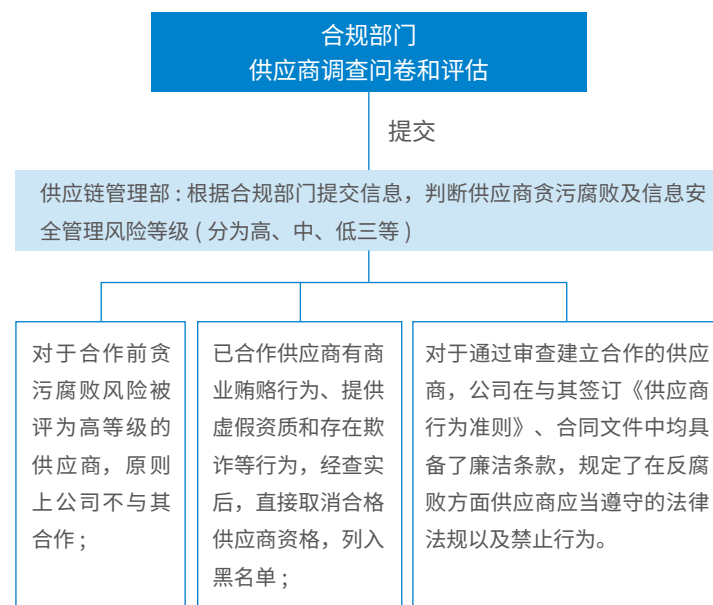 合规部门
供应商调查问卷和评估
提交
供应链管理部 : 根据合规部门提交信息，判断供应商贪污腐败及信息安
全管理风险等级 ( 分为高、中、低三等 )
对于合作前贪
污腐败风险被
评为高等级的
供应商，原则
上公司不与其
合作 ;
已合作供应商有商
业贿赂行为、提供
虚假资质和存在欺
诈等行为，经查实
后，直接取消合格
供应商资格，列入
黑名单 ;
对于通过审查建立合作的供应
商，公司在与其签订《供应商
行为准则》、合同文件中均具
备了廉洁条款，规定了在反腐
败方面供应商应当遵守的法律
法规以及禁止行为。